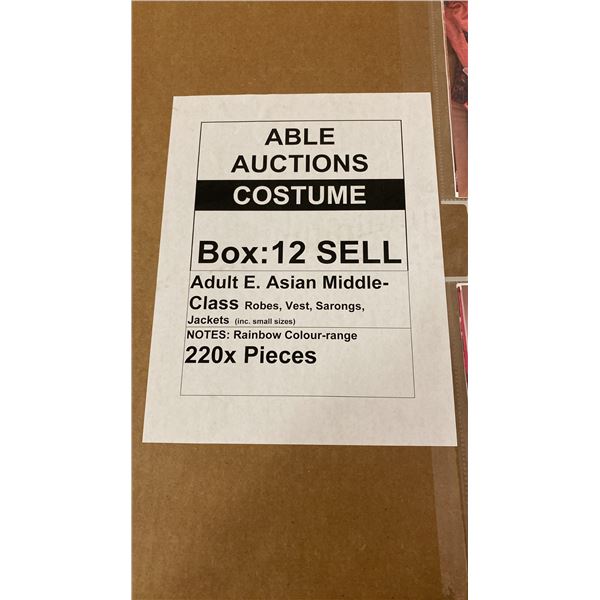 ABLE
AUCTIONS
COSTUME
Box:12 SELL
Adult E. Asian Middle-
Class Robes, Vest, Sarongs,
Jackets (inc. small sizes)
NOTES: Rainbow Colour-range
220x Pieces